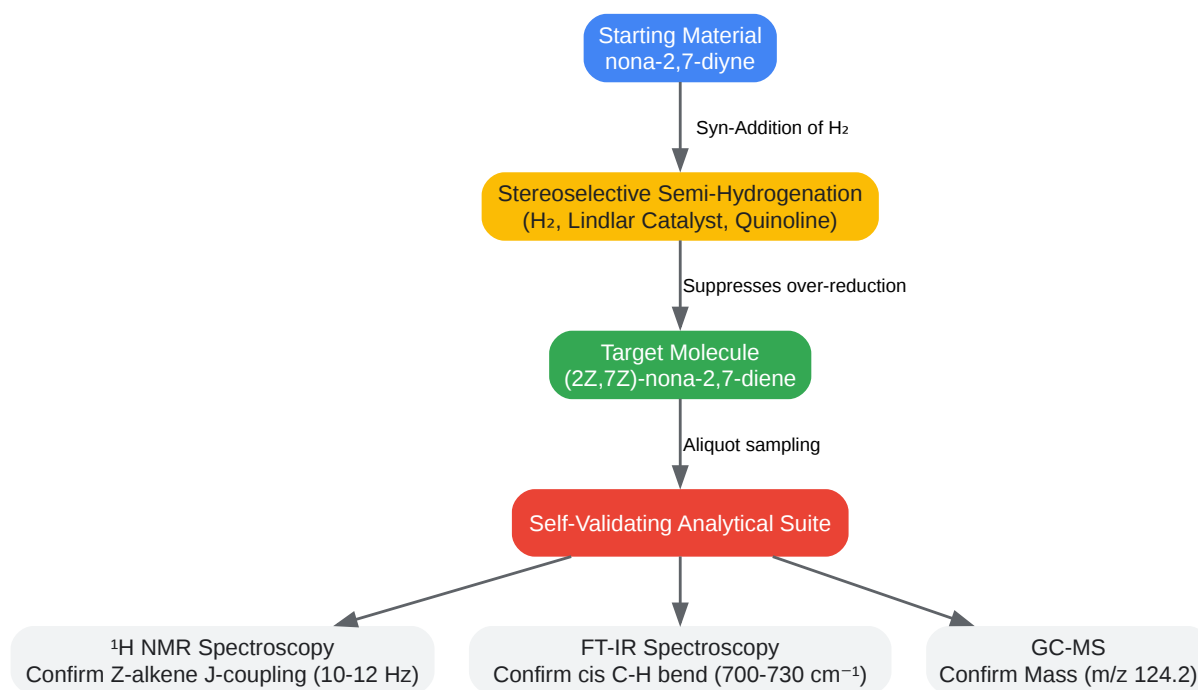 Starting Material
nona-2,7-diyne
Syn-Addition of H₂
Stereoselective Semi-Hydrogenation
(H₂, Lindlar Catalyst, Quinoline)
Suppresses over-reduction
Target Molecule
(2Z,7Z)-nona-2,7-diene
Aliquot sampling
Self-Validating Analytical Suite
¹H NMR Spectroscopy
Confirm Z-alkene J-coupling (10-12 Hz)
FT-IR Spectroscopy
Confirm cis C-H bend (700-730 cm⁻¹)
GC-MS
Confirm Mass (m/z 124.2)